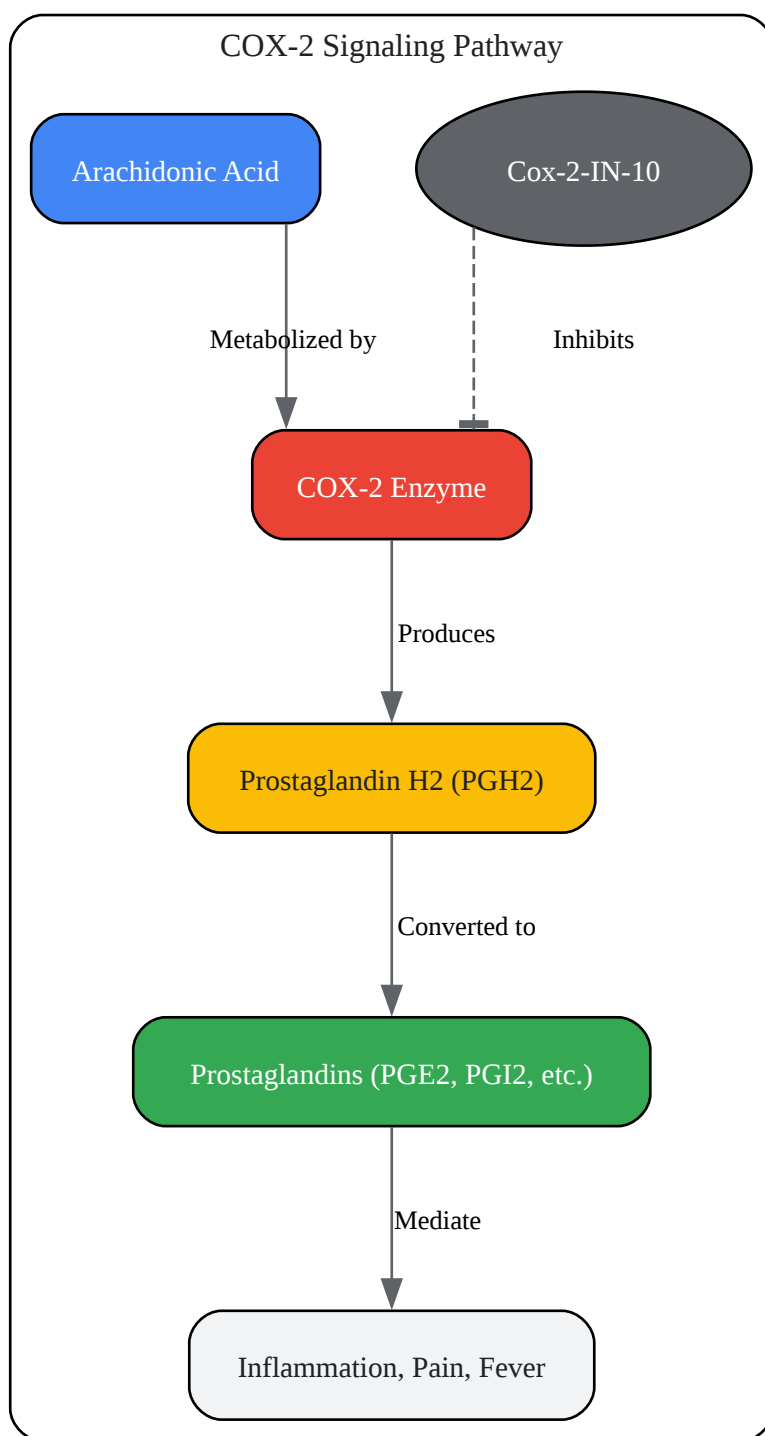 COX-2 Signaling Pathway
Arachidonic Acid
Cox-2-IN-10
Metabolized by
Inhibits
COX-2 Enzyme
Produces
Prostaglandin H2 (PGH2)
Converted to
Prostaglandins (PGE2, PGI2, etc.)
Mediate
Inflammation, Pain, Fever